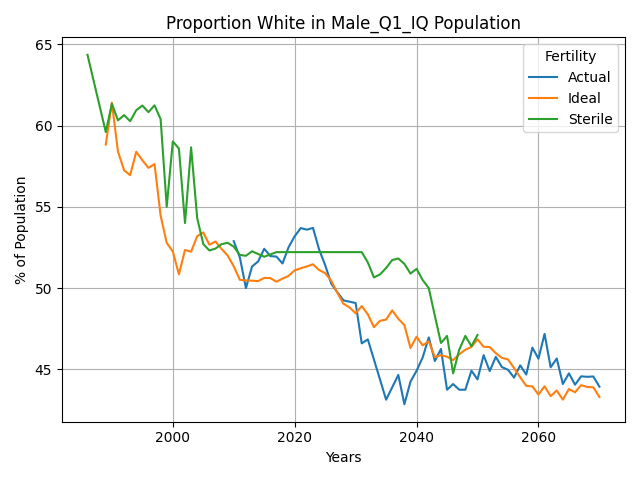 Proportion White in Male_Q1_IQ Population
% of Population
65
60
55
50
45
Fertility
Actual
Ideal
Sterile
2000
2020
2040
2060
Years